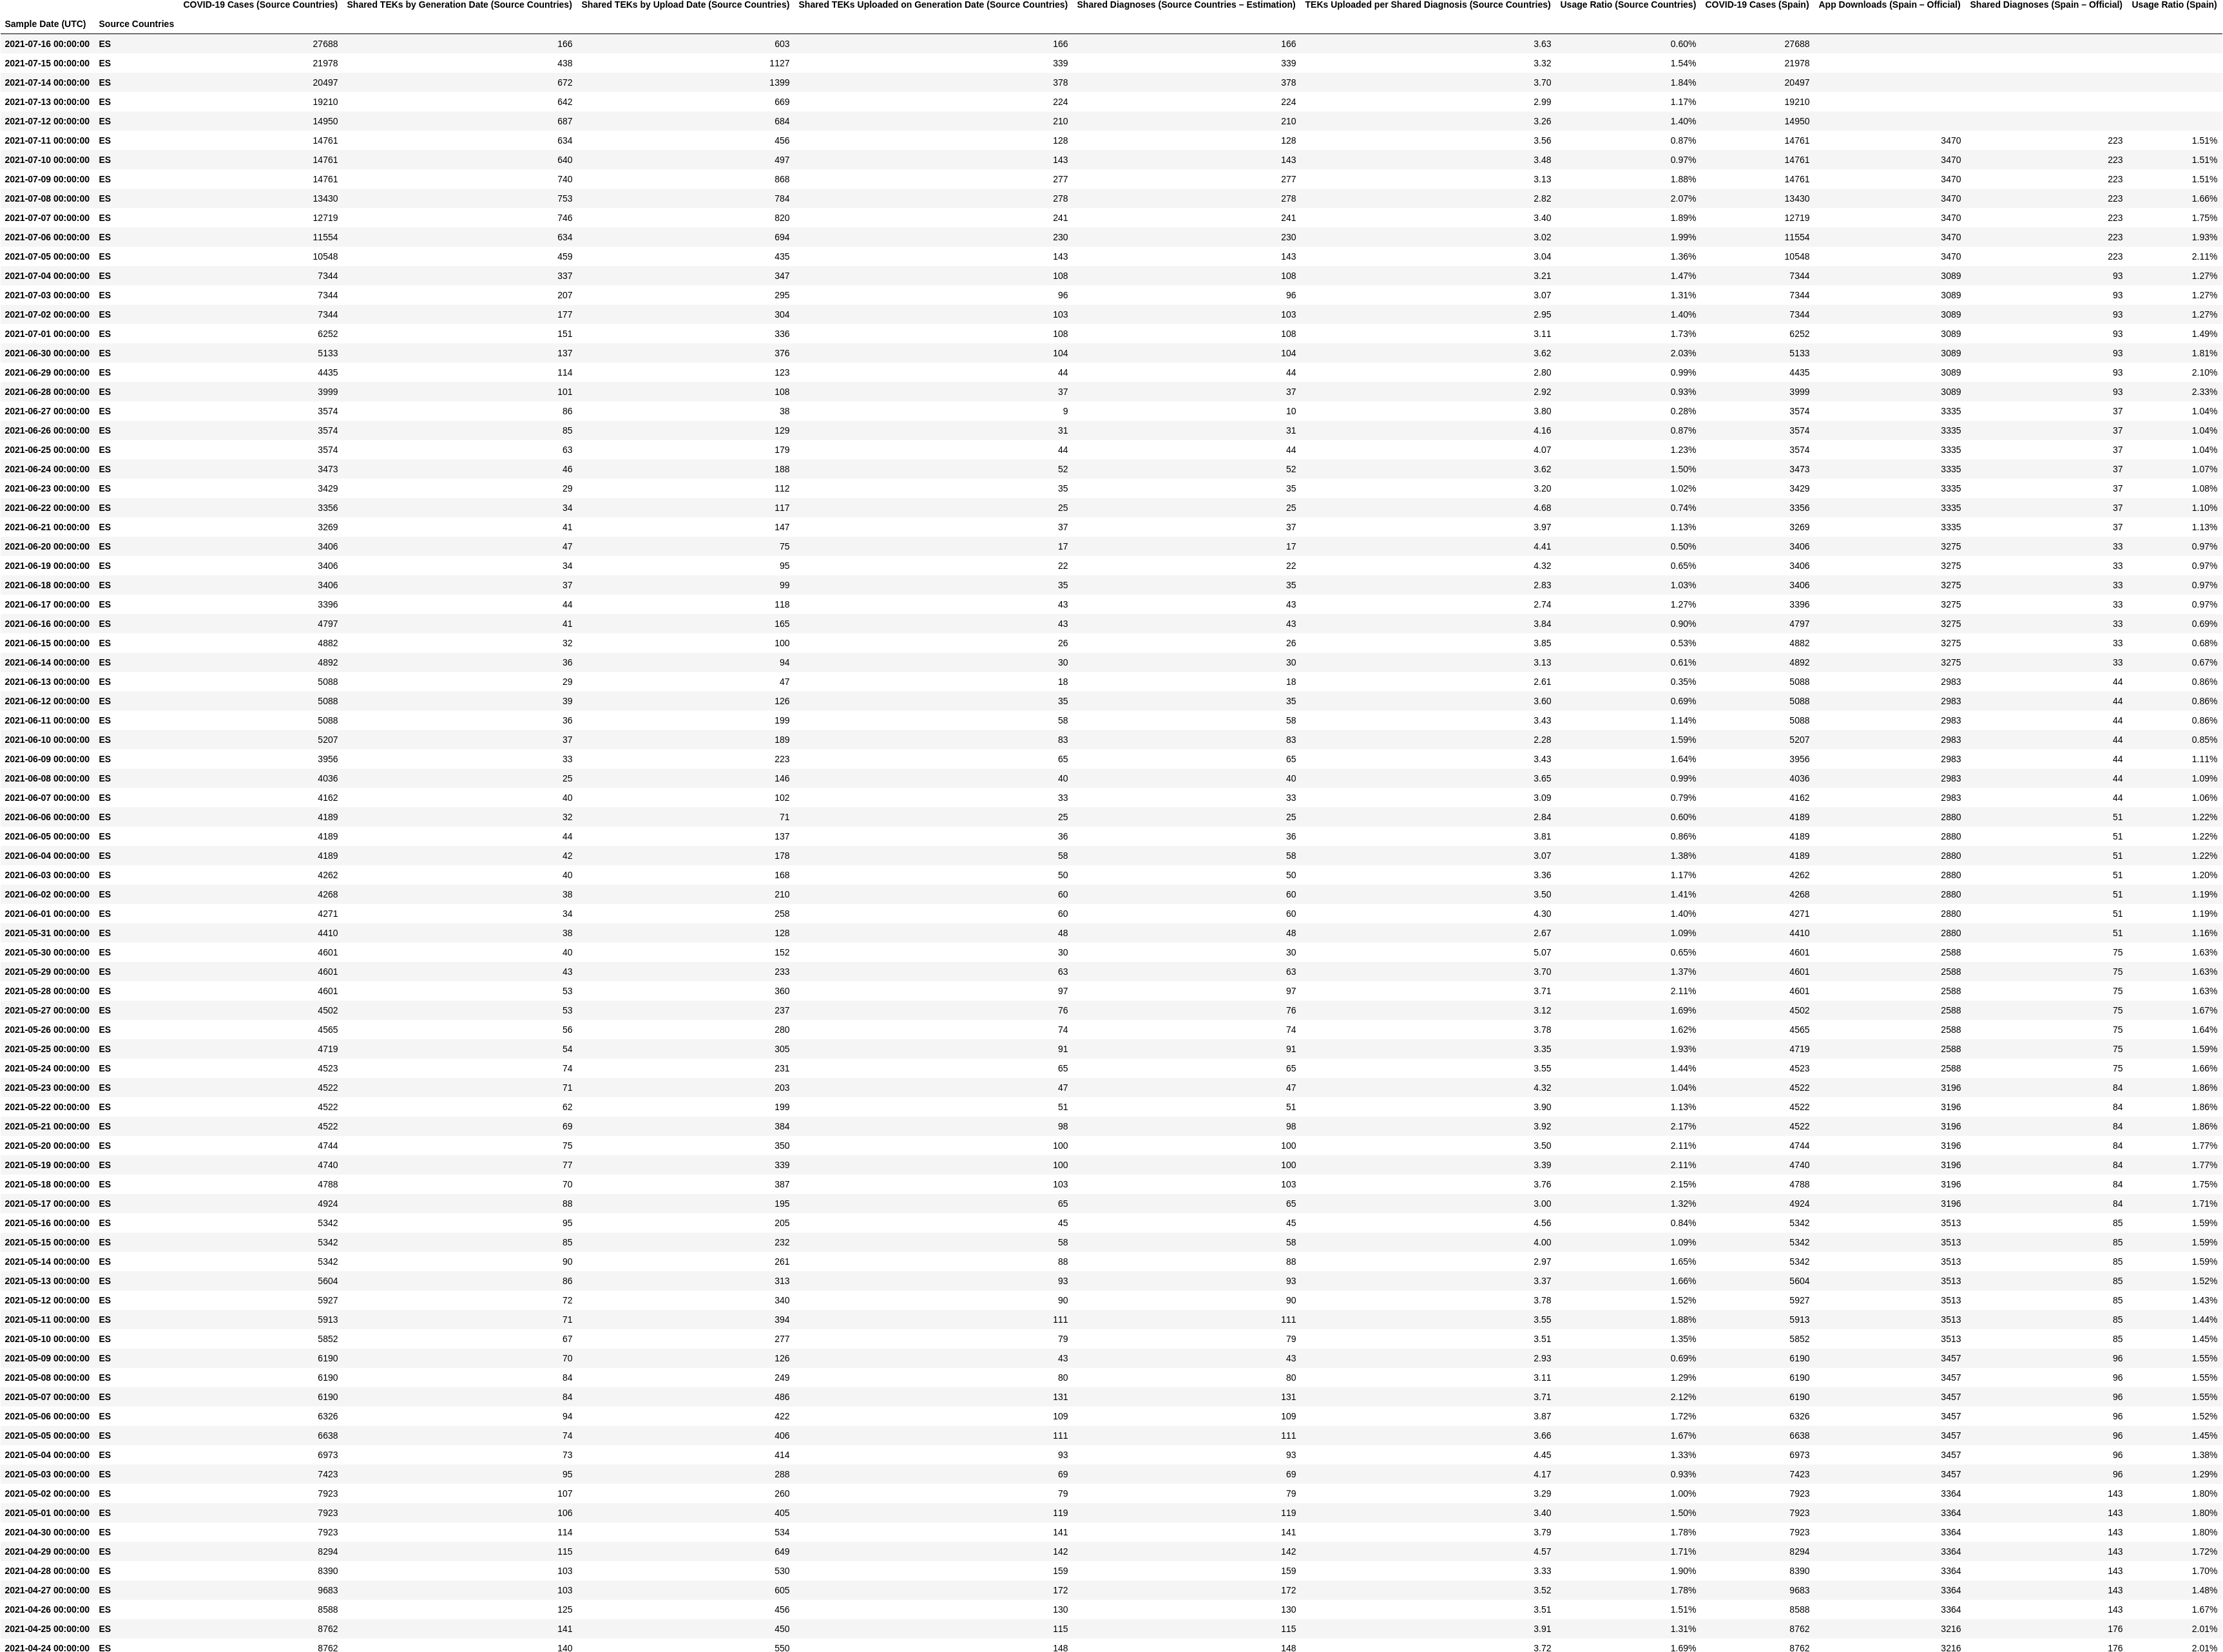 COVID-19 Cases (Source Countries) Shared TEKs by Generation Date (Source Countries) Shared TEKs by Upload Date (Source Countries) Shared TEKs Uploaded on Generation Date (Source Countries) Shared Diagnoses (Source Countries – Estimation) TEKs Uploaded per Shared Diagnosis (Source Countries) Usage Ratio (Source Countries) COVID-19 Cases (Spain) App Downloads (Spain – Official) Shared Diagnoses (Spain – Official) Usage Ratio (Spain)
Sample Date (UTC) Source Countries
2021-07-16 00:00:00 ES 27688 166 603 166 166 3.63 0.60% 27688
2021-07-15 00:00:00 ES 21978 438 1127 339 339 3.32 1.54% 21978
2021-07-14 00:00:00 ES 20497 672 1399 378 378 3.70 1.84% 20497
2021-07-13 00:00:00 ES 19210 642 669 224 224 2.99 1.17% 19210
2021-07-12 00:00:00 ES 14950 687 684 210 210 3.26 1.40% 14950
2021-07-11 00:00:00 ES 14761 634 456 128 128 3.56 0.87% 14761 3470 223 1.51%
2021-07-10 00:00:00 ES 14761 640 497 143 143 3.48 0.97% 14761 3470 223 1.51%
2021-07-09 00:00:00 ES 14761 740 868 277 277 3.13 1.88% 14761 3470 223 1.51%
2021-07-08 00:00:00 ES 13430 753 784 278 278 2.82 2.07% 13430 3470 223 1.66%
2021-07-07 00:00:00 ES 12719 746 820 241 241 3.40 1.89% 12719 3470 223 1.75%
2021-07-06 00:00:00 ES 11554 634 694 230 230 3.02 1.99% 11554 3470 223 1.93%
2021-07-05 00:00:00 ES 10548 459 435 143 143 3.04 1.36% 10548 3470 223 2.11%
2021-07-04 00:00:00 ES 7344 337 347 108 108 3.21 1.47% 7344 3089 93 1.27%
2021-07-03 00:00:00 ES 7344 207 295 96 96 3.07 1.31% 7344 3089 93 1.27%
2021-07-02 00:00:00 ES 7344 177 304 103 103 2.95 1.40% 7344 3089 93 1.27%
2021-07-01 00:00:00 ES 6252 151 336 108 108 3.11 1.73% 6252 3089 93 1.49%
2021-06-30 00:00:00 ES 5133 137 376 104 104 3.62 2.03% 5133 3089 93 1.81%
2021-06-29 00:00:00 ES 4435 114 123 44 44 2.80 0.99% 4435 3089 93 2.10%
2021-06-28 00:00:00 ES 3999 101 108 37 37 2.92 0.93% 3999 3089 93 2.33%
2021-06-27 00:00:00 ES 3574 86 38 9 10 3.80 0.28% 3574 3335 37 1.04%
2021-06-26 00:00:00 ES 3574 85 129 31 31 4.16 0.87% 3574 3335 37 1.04%
2021-06-25 00:00:00 ES 3574 63 179 44 44 4.07 1.23% 3574 3335 37 1.04%
2021-06-24 00:00:00 ES 3473 46 188 52 52 3.62 1.50% 3473 3335 37 1.07%
2021-06-23 00:00:00 ES 3429 29 112 35 35 3.20 1.02% 3429 3335 37 1.08%
2021-06-22 00:00:00 ES 3356 34 117 25 25 4.68 0.74% 3356 3335 37 1.10%
2021-06-21 00:00:00 ES 3269 41 147 37 37 3.97 1.13% 3269 3335 37 1.13%
2021-06-20 00:00:00 ES 3406 47 75 17 17 4.41 0.50% 3406 3275 33 0.97%
2021-06-19 00:00:00 ES 3406 34 95 22 22 4.32 0.65% 3406 3275 33 0.97%
2021-06-18 00:00:00 ES 3406 37 99 35 35 2.83 1.03% 3406 3275 33 0.97%
2021-06-17 00:00:00 ES 3396 44 118 43 43 2.74 1.27% 3396 3275 33 0.97%
2021-06-16 00:00:00 ES 4797 41 165 43 43 3.84 0.90% 4797 3275 33 0.69%
2021-06-15 00:00:00 ES 4882 32 100 26 26 3.85 0.53% 4882 3275 33 0.68%
2021-06-14 00:00:00 ES 4892 36 94 30 30 3.13 0.61% 4892 3275 33 0.67%
2021-06-13 00:00:00 ES 5088 29 47 18 18 2.61 0.35% 5088 2983 44 0.86%
2021-06-12 00:00:00 ES 5088 39 126 35 35 3.60 0.69% 5088 2983 44 0.86%
2021-06-11 00:00:00 ES 5088 36 199 58 58 3.43 1.14% 5088 2983 44 0.86%
2021-06-10 00:00:00 ES 5207 37 189 83 83 2.28 1.59% 5207 2983 44 0.85%
2021-06-09 00:00:00 ES 3956 33 223 65 65 3.43 1.64% 3956 2983 44 1.11%
2021-06-08 00:00:00 ES 4036 25 146 40 40 3.65 0.99% 4036 2983 44 1.09%
2021-06-07 00:00:00 ES 4162 40 102 33 33 3.09 0.79% 4162 2983 44 1.06%
2021-06-06 00:00:00 ES 4189 32 71 25 25 2.84 0.60% 4189 2880 51 1.22%
2021-06-05 00:00:00 ES 4189 44 137 36 36 3.81 0.86% 4189 2880 51 1.22%
2021-06-04 00:00:00 ES 4189 42 178 58 58 3.07 1.38% 4189 2880 51 1.22%
2021-06-03 00:00:00 ES 4262 40 168 50 50 3.36 1.17% 4262 2880 51 1.20%
2021-06-02 00:00:00 ES 4268 38 210 60 60 3.50 1.41% 4268 2880 51 1.19%
2021-06-01 00:00:00 ES 4271 34 258 60 60 4.30 1.40% 4271 2880 51 1.19%
2021-05-31 00:00:00 ES 4410 38 128 48 48 2.67 1.09% 4410 2880 51 1.16%
2021-05-30 00:00:00 ES 4601 40 152 30 30 5.07 0.65% 4601 2588 75 1.63%
2021-05-29 00:00:00 ES 4601 43 233 63 63 3.70 1.37% 4601 2588 75 1.63%
2021-05-28 00:00:00 ES 4601 53 360 97 97 3.71 2.11% 4601 2588 75 1.63%
2021-05-27 00:00:00 ES 4502 53 237 76 76 3.12 1.69% 4502 2588 75 1.67%
2021-05-26 00:00:00 ES 4565 56 280 74 74 3.78 1.62% 4565 2588 75 1.64%
2021-05-25 00:00:00 ES 4719 54 305 91 91 3.35 1.93% 4719 2588 75 1.59%
2021-05-24 00:00:00 ES 4523 74 231 65 65 3.55 1.44% 4523 2588 75 1.66%
2021-05-23 00:00:00 ES 4522 71 203 47 47 4.32 1.04% 4522 3196 84 1.86%
2021-05-22 00:00:00 ES 4522 62 199 51 51 3.90 1.13% 4522 3196 84 1.86%
2021-05-21 00:00:00 ES 4522 69 384 98 98 3.92 2.17% 4522 3196 84 1.86%
2021-05-20 00:00:00 ES 4744 75 350 100 100 3.50 2.11% 4744 3196 84 1.77%
2021-05-19 00:00:00 ES 4740 77 339 100 100 3.39 2.11% 4740 3196 84 1.77%
2021-05-18 00:00:00 ES 4788 70 387 103 103 3.76 2.15% 4788 3196 84 1.75%
2021-05-17 00:00:00 ES 4924 88 195 65 65 3.00 1.32% 4924 3196 84 1.71%
2021-05-16 00:00:00 ES 5342 95 205 45 45 4.56 0.84% 5342 3513 85 1.59%
2021-05-15 00:00:00 ES 5342 85 232 58 58 4.00 1.09% 5342 3513 85 1.59%
2021-05-14 00:00:00 ES 5342 90 261 88 88 2.97 1.65% 5342 3513 85 1.59%
2021-05-13 00:00:00 ES 5604 86 313 93 93 3.37 1.66% 5604 3513 85 1.52%
2021-05-12 00:00:00 ES 5927 72 340 90 90 3.78 1.52% 5927 3513 85 1.43%
2021-05-11 00:00:00 ES 5913 71 394 111 111 3.55 1.88% 5913 3513 85 1.44%
2021-05-10 00:00:00 ES 5852 67 277 79 79 3.51 1.35% 5852 3513 85 1.45%
2021-05-09 00:00:00 ES 6190 70 126 43 43 2.93 0.69% 6190 3457 96 1.55%
2021-05-08 00:00:00 ES 6190 84 249 80 80 3.11 1.29% 6190 3457 96 1.55%
2021-05-07 00:00:00 ES 6190 84 486 131 131 3.71 2.12% 6190 3457 96 1.55%
2021-05-06 00:00:00 ES 6326 94 422 109 109 3.87 1.72% 6326 3457 96 1.52%
2021-05-05 00:00:00 ES 6638 74 406 111 111 3.66 1.67% 6638 3457 96 1.45%
2021-05-04 00:00:00 ES 6973 73 414 93 93 4.45 1.33% 6973 3457 96 1.38%
2021-05-03 00:00:00 ES 7423 95 288 69 69 4.17 0.93% 7423 3457 96 1.29%
2021-05-02 00:00:00 ES 7923 107 260 79 79 3.29 1.00% 7923 3364 143 1.80%
2021-05-01 00:00:00 ES 7923 106 405 119 119 3.40 1.50% 7923 3364 143 1.80%
2021-04-30 00:00:00 ES 7923 114 534 141 141 3.79 1.78% 7923 3364 143 1.80%
2021-04-29 00:00:00 ES 8294 115 649 142 142 4.57 1.71% 8294 3364 143 1.72%
2021-04-28 00:00:00 ES 8390 103 530 159 159 3.33 1.90% 8390 3364 143 1.70%
2021-04-27 00:00:00 ES 9683 103 605 172 172 3.52 1.78% 9683 3364 143 1.48%
2021-04-26 00:00:00 ES 8588 125 456 130 130 3.51 1.51% 8588 3364 143 1.67%
2021-04-25 00:00:00 ES 8762 141 450 115 115 3.91 1.31% 8762 3216 176 2.01%
2021-04-24 00:00:00 ES 8762 140 550 148 148 3.72 1.69% 8762 3216 176 2.01%